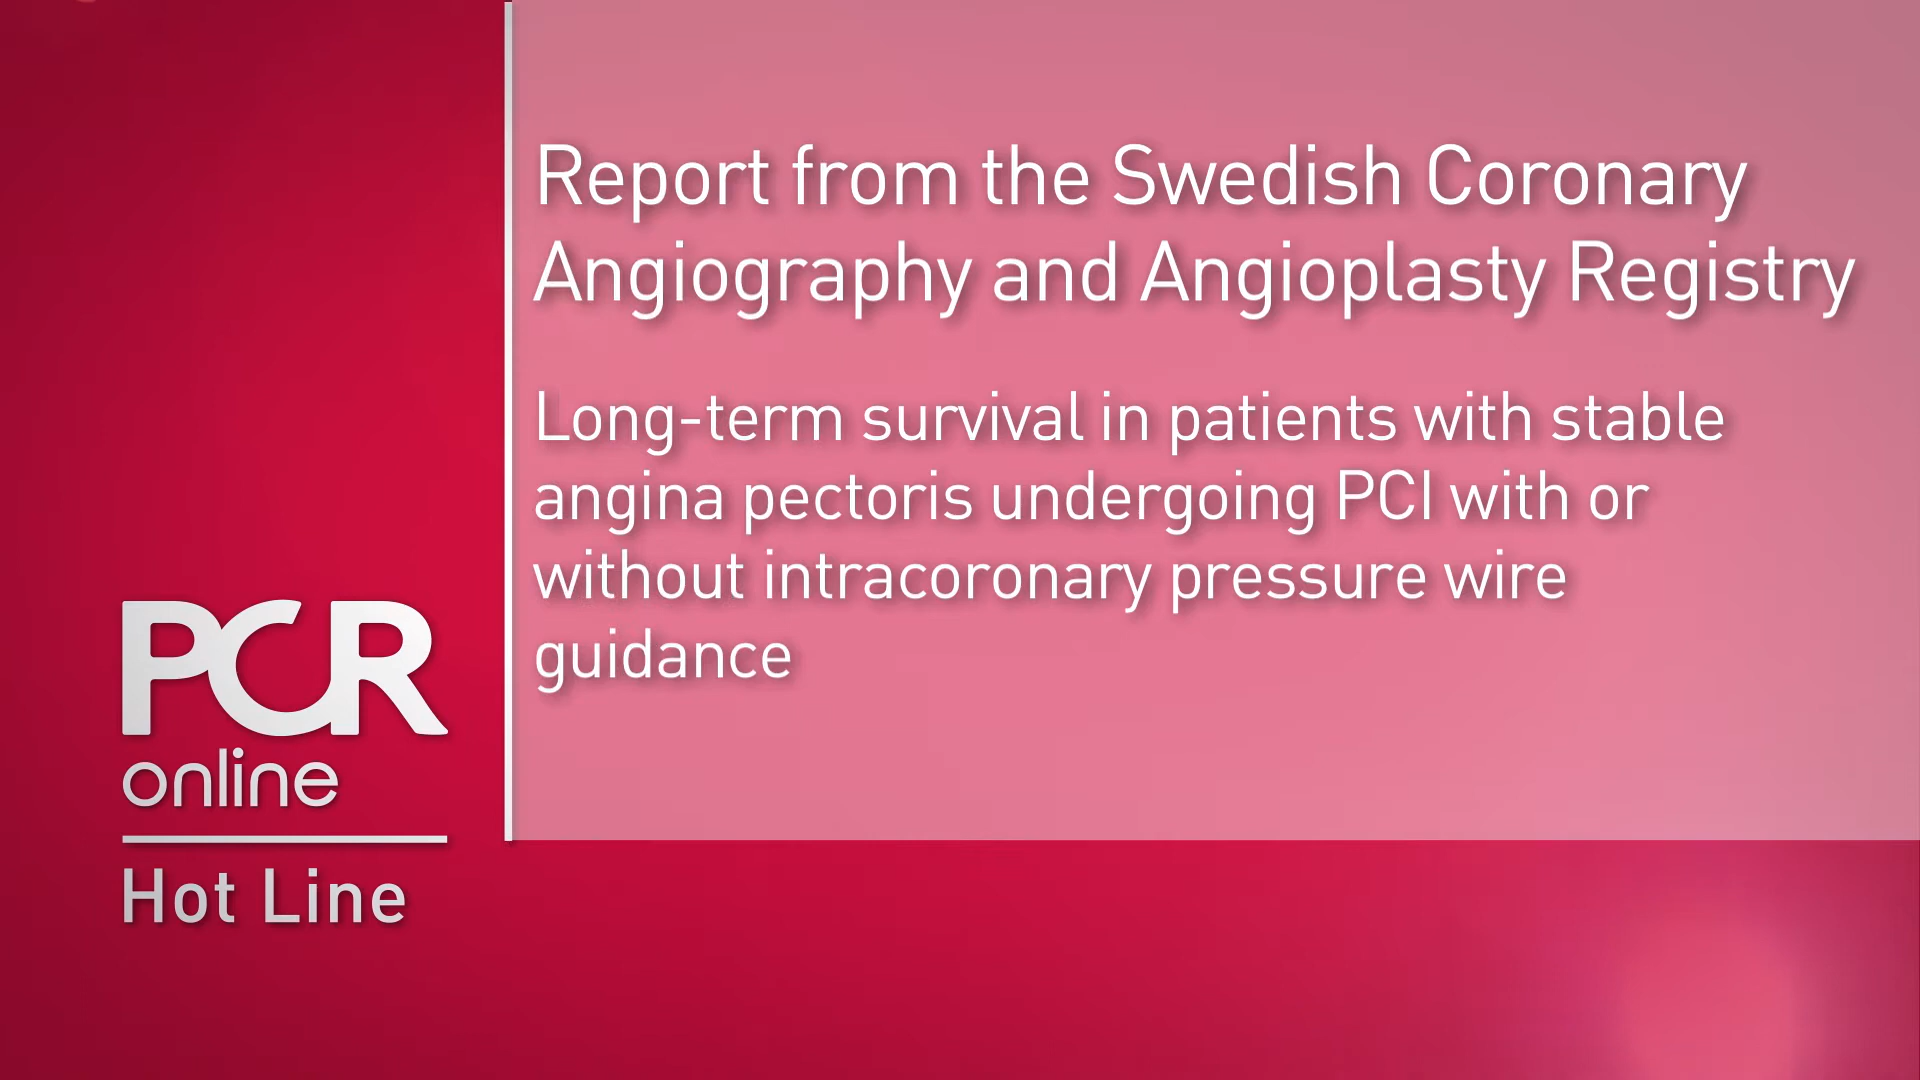 Report from the Swedish Coronary
Angiography and Angioplasty Registry
Long-term survival in patients with stable
angina pectoris undergoing PCI with or
without intracoronary pressure wire
guidance
PCR
online
Hot Line